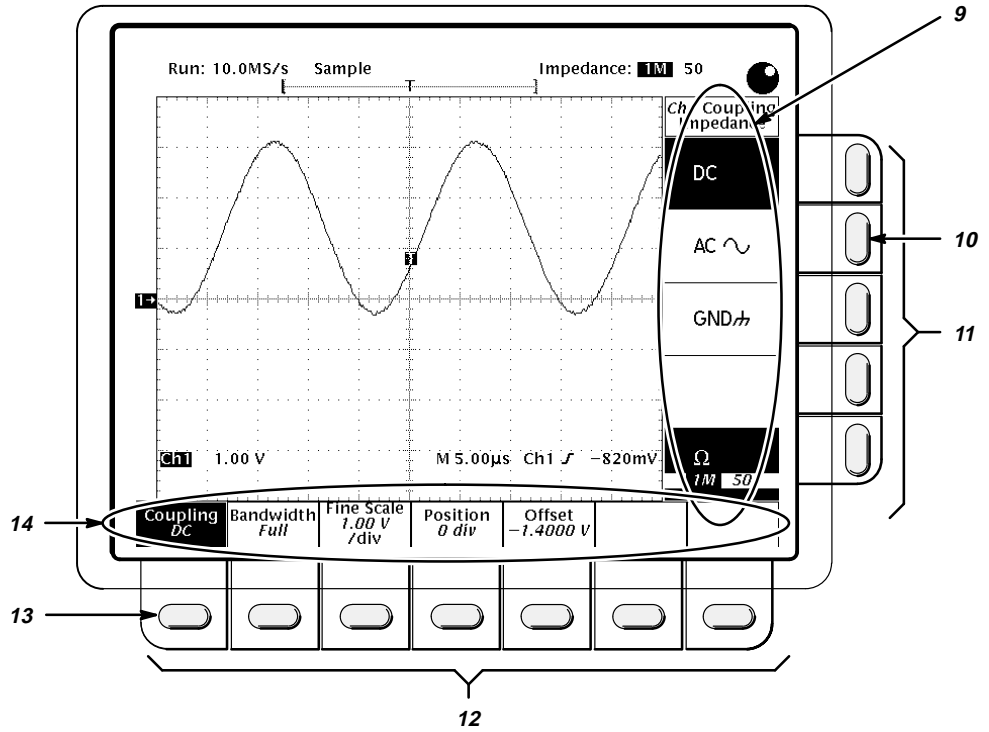 9
Run: 10.0MS/s Sample Impedance: 1M 50
T
Ch Coupling
Impedance
DC
10
AC
T
1→
GND
11
Ch1 1.00 V M 5.00µs Ch1 −820mV
Ω
1M 50
14
Coupling
DC
Bandwidth
Full
Fine Scale
1.00 V
/div
Position
0 div
Offset
−1.4000 V
13
12